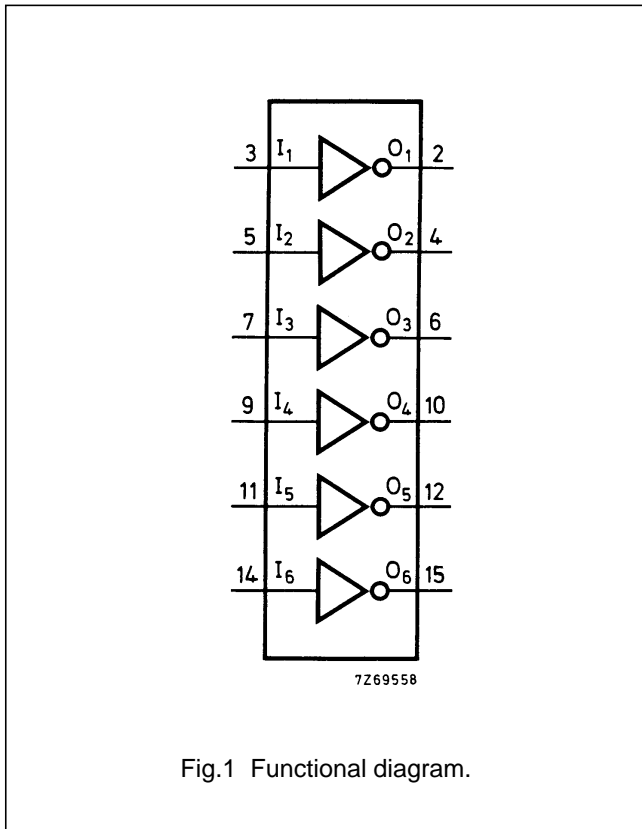 3 I₁ O₁ 2
5 I₂ O₂ 4
7 I₃ O₃ 6
9 I₄ O₄ 10
11 I₅ O₅ 12
14 I₆ O₆ 15
7Z69558
Fig.1 Functional diagram.